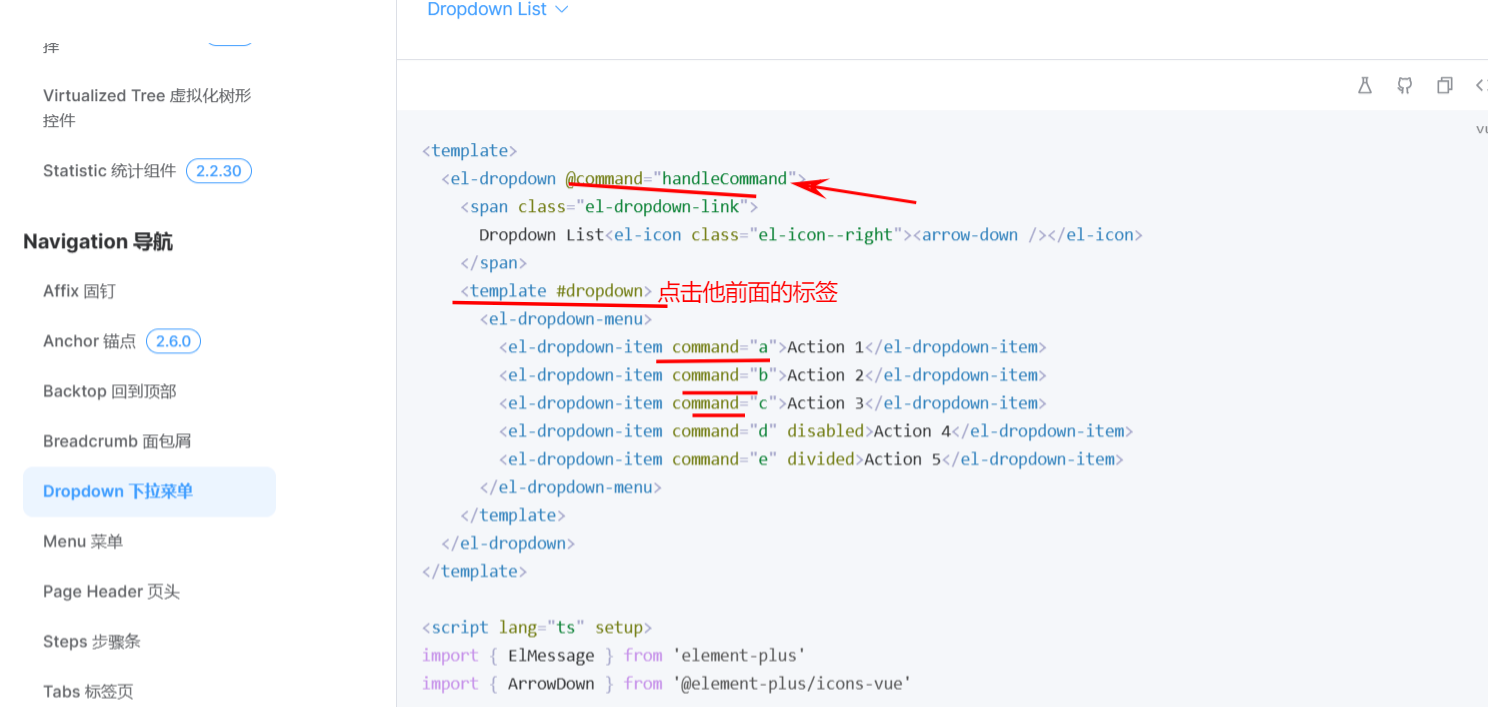 Dropdown List
择
Virtualized Tree 虚拟化树形
控件
Statistic 统计组件 2.2.30
Navigation 导航
Affix 固钉
Anchor 锚点 2.6.0
Backtop 回到顶部
Breadcrumb 面包屑
Dropdown 下拉菜单
Menu 菜单
Page Header 页头
Steps 步骤条
Tabs 标签页
<template>
<el-dropdown @command="handleCommand">
<span class="el-dropdown-link">
Dropdown List<el-icon class="el-icon--right"><arrow-down /></el-icon>
</span>
<template #dropdown> 点击他前面的标签
<el-dropdown-menu>
<el-dropdown-item command="a">Action 1</el-dropdown-item>
<el-dropdown-item command="b">Action 2</el-dropdown-item>
<el-dropdown-item command="c">Action 3</el-dropdown-item>
<el-dropdown-item command="d" disabled>Action 4</el-dropdown-item>
<el-dropdown-item command="e" divided>Action 5</el-dropdown-item>
</el-dropdown-menu>
</template>
</el-dropdown>
</template>
<script lang="ts" setup>
import { ElMessage } from 'element-plus'
import { ArrowDown } from '@element-plus/icons-vue'